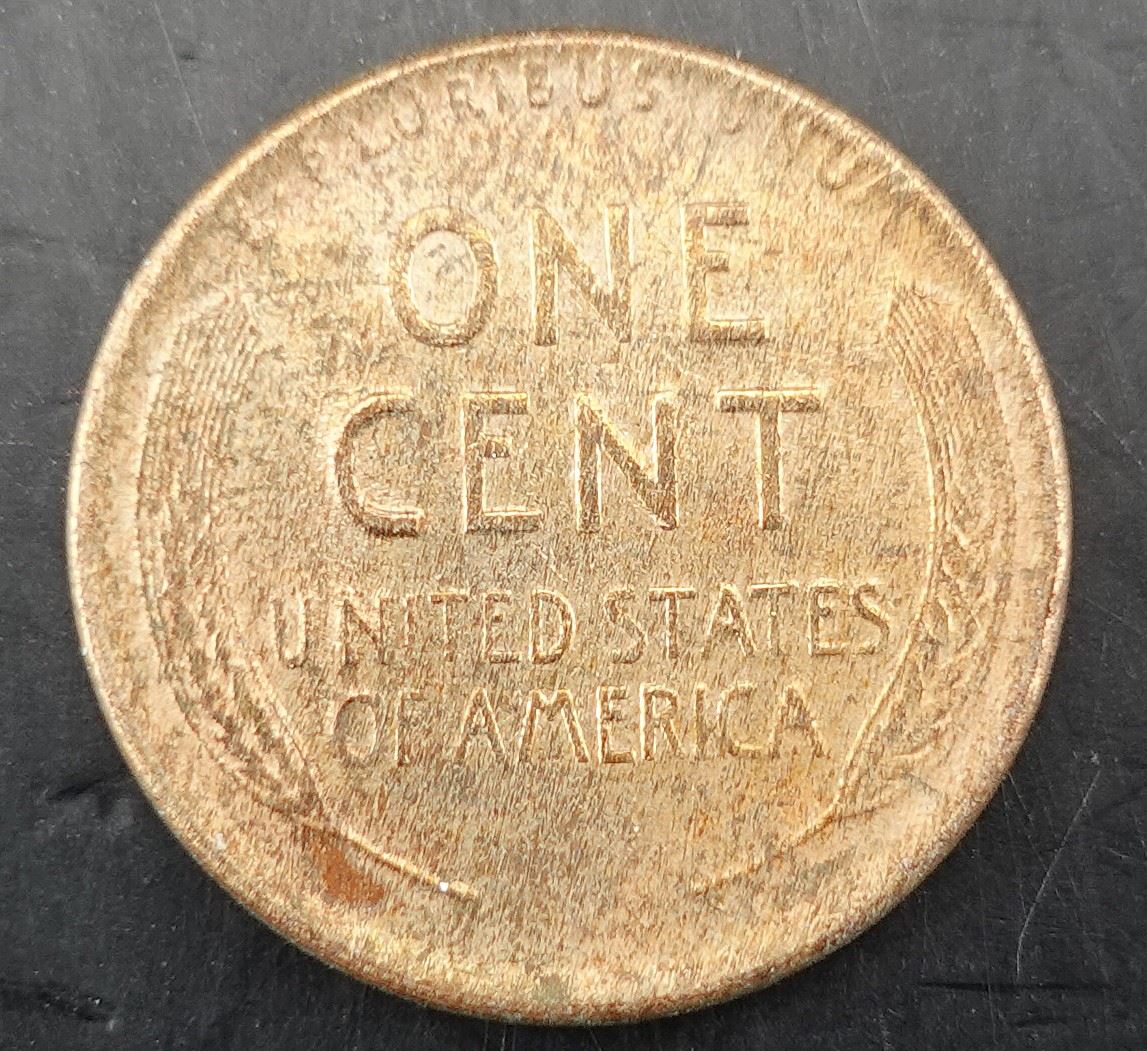 PLURIBUS U
ONE
CENT
UNITED STATES
OF AMERICA